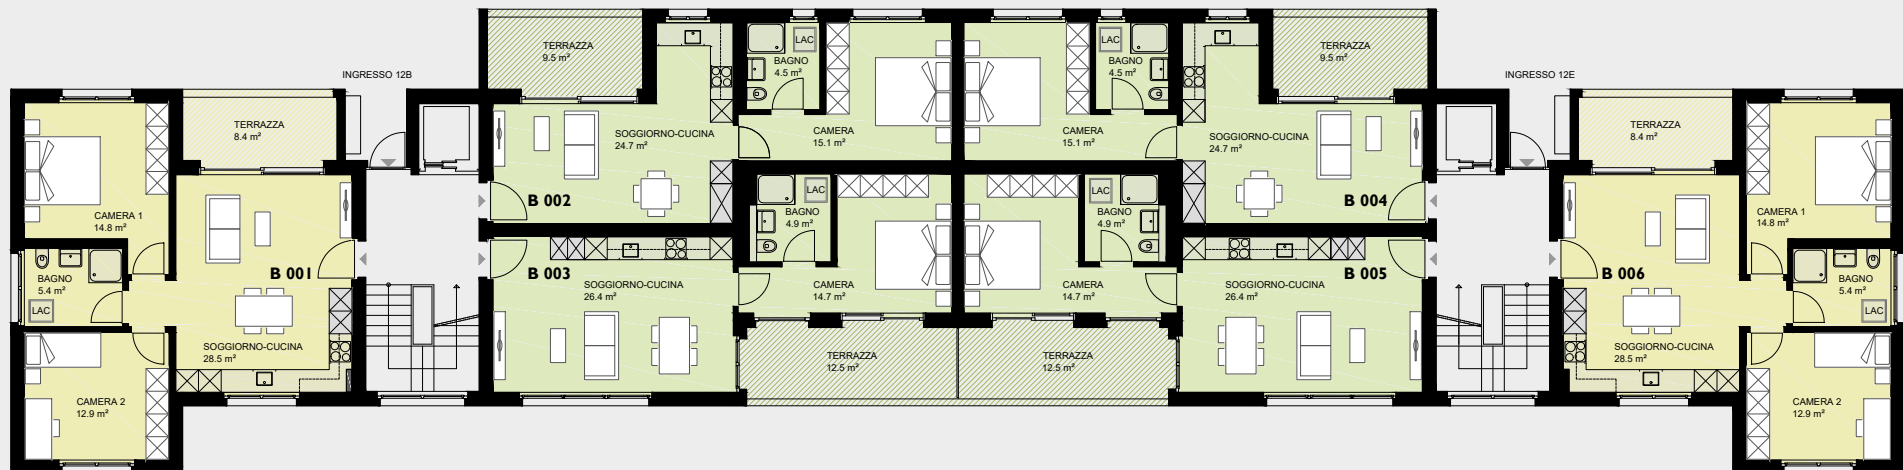 INGRESSO 12B
INGRESSO 12E
TERRAZZA
8.4 m²
CAMERA 1
14.8 m²
BAGNO
5.4 m²
LAC
B 001
SOGGIORNO-CUCINA
28.5 m²
CAMERA 2
12.9 m²
TERRAZZA
9.5 m²
SOGGIORNO-CUCINA
24.7 m²
B 002
LAC
BAGNO
4.5 m²
CAMERA
15.1 m²
B 003
SOGGIORNO-CUCINA
26.4 m²
LAC
BAGNO
4.9 m²
CAMERA
14.7 m²
TERRAZZA
12.5 m²
LAC
BAGNO
4.5 m²
CAMERA
15.1 m²
TERRAZZA
9.5 m²
SOGGIORNO-CUCINA
24.7 m²
B 004
LAC
BAGNO
4.9 m²
CAMERA
14.7 m²
B 005
SOGGIORNO-CUCINA
26.4 m²
TERRAZZA
12.5 m²
TERRAZZA
8.4 m²
CAMERA 1
14.8 m²
B 006
BAGNO
5.4 m²
LAC
SOGGIORNO-CUCINA
28.5 m²
CAMERA 2
12.9 m²